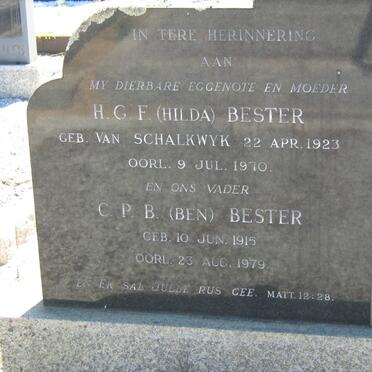 IN TERE HERINNERING
AAN
MY DIERBARE EGGENOTE EN MOEDER
H.G.F. (HILDA) BESTER
GEB. VAN SCHALKWYK 22 APR. 1923
OORL. 9 JUL. 1970.
EN ONS VADER
C.P.B. (BEN) BESTER
GEB. 10 JUN. 1915
OORL. 23 AUG. 1979
EN EK SAL JULLE RUS GEE. MATT. 12:28.